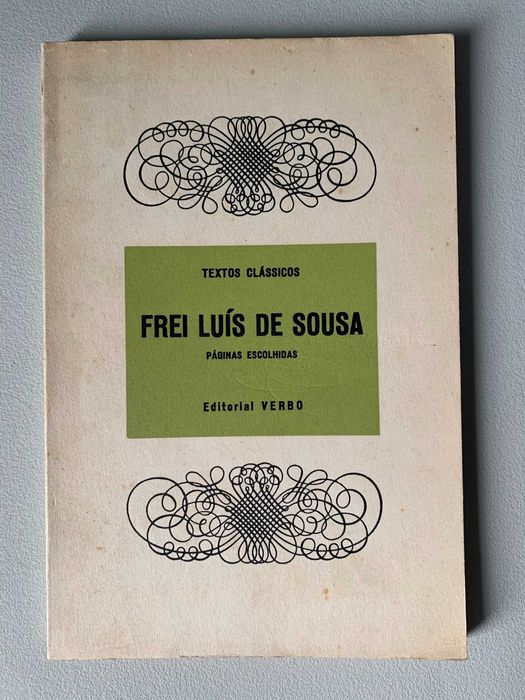 TEXTOS CLÁSSICOS
FREI LUÍS DE SOUSA
PÁGINAS ESCOLHIDAS
Editorial VERBO